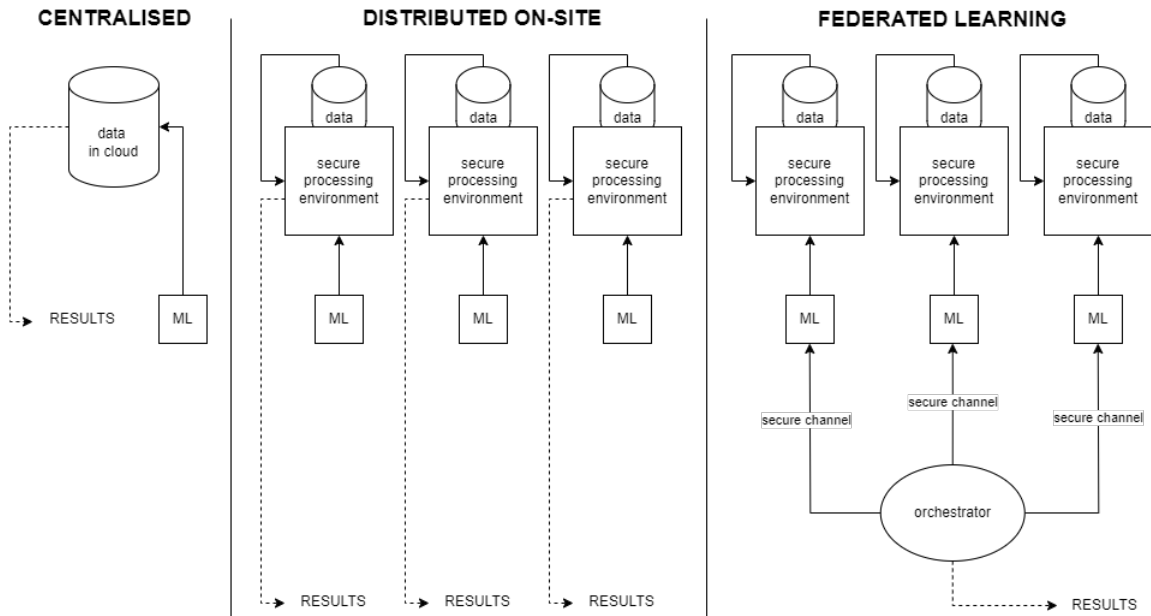 CENTRALISED
data
in cloud
RESULTS
ML
DISTRIBUTED ON-SITE
data
data
data
secure
processing
environment
secure
processing
environment
secure
processing
environment
ML
ML
ML
RESULTS
RESULTS
RESULTS
FEDERATED LEARNING
data
data
data
secure
processing
environment
secure
processing
environment
secure
processing
environment
ML
ML
ML
secure channel
secure channel
secure channel
orchestrator
RESULTS